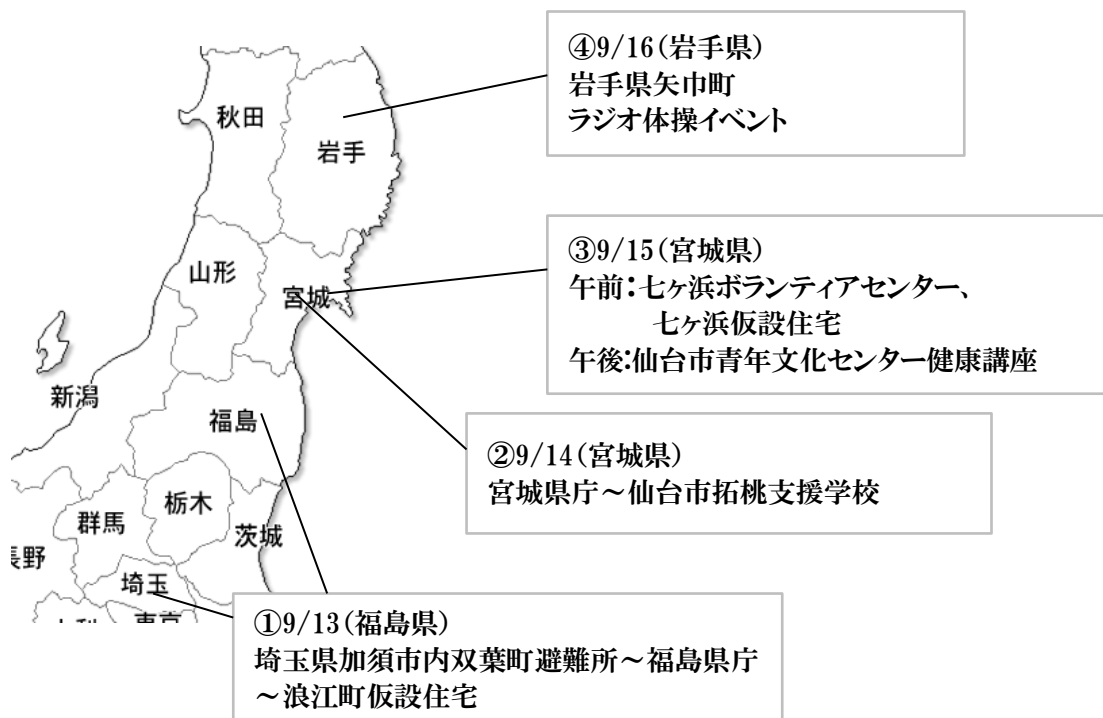 ④9/16(岩手県)
岩手県矢巾町
ラジオ体操イベント
秋田
岩手
③9/15(宮城県)
午前:七ヶ浜ボランティアセンター、
七ヶ浜仮設住宅
午後:仙台市青年文化センター健康講座
山形
宮城
新潟
福島
②9/14(宮城県)
宮城県庁～仙台市拓桃支援学校
群馬
栃木
茨城
長野
埼玉
①9/13(福島県)
埼玉県加須市内双葉町避難所～福島県庁
～浪江町仮設住宅